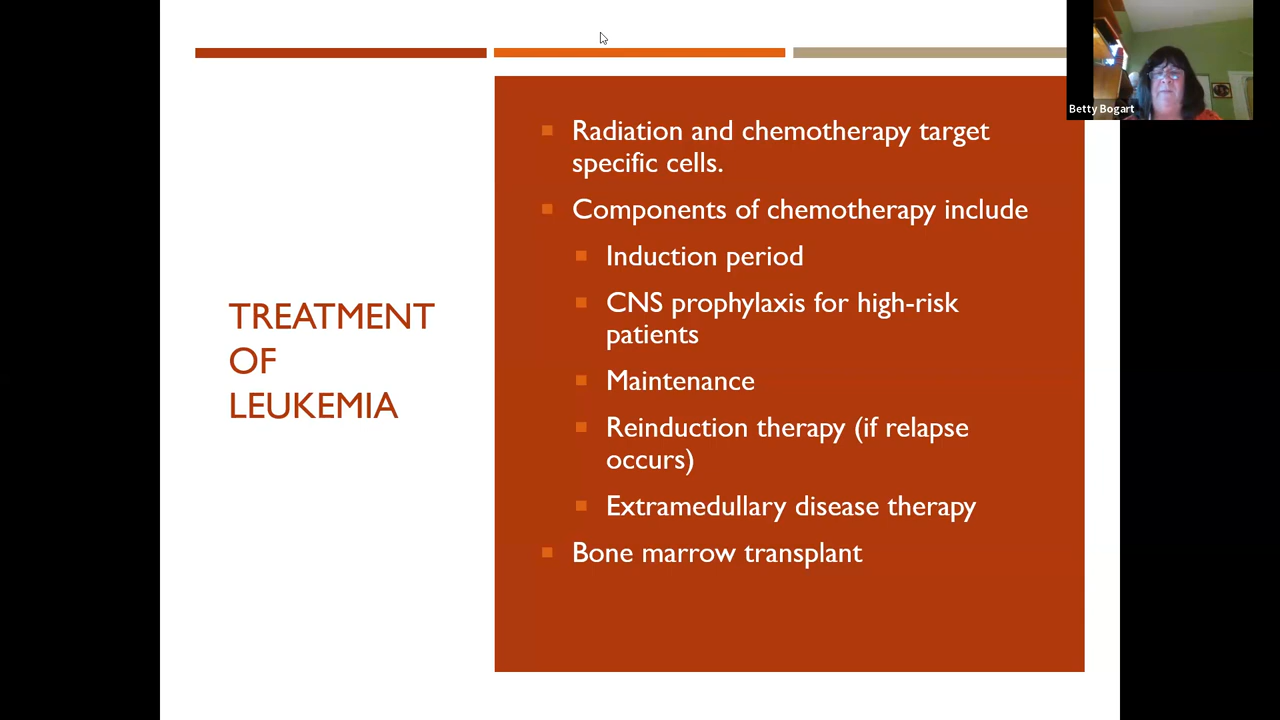 TREATMENT
OF
LEUKEMIA
Radiation and chemotherapy target
specific cells.
Components of chemotherapy include
Induction period
CNS prophylaxis for high-risk
patients
Maintenance
Reinduction therapy (if relapse
occurs)
Extramedullary disease therapy
Bone marrow transplant
Betty Bogart